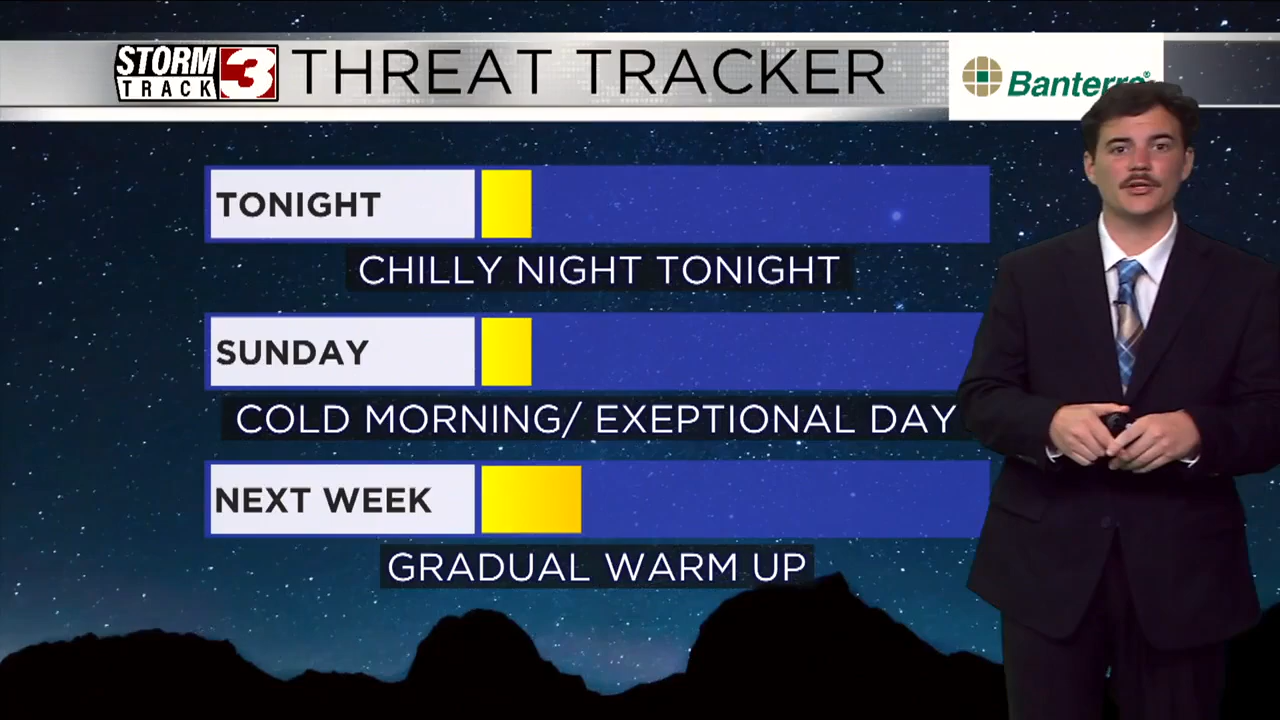 STORM TRACK 3 THREAT TRACKER
Banterra®
TONIGHT
CHILLY NIGHT TONIGHT
SUNDAY
COLD MORNING/ EXEPTIONAL DAY
NEXT WEEK
GRADUAL WARM UP